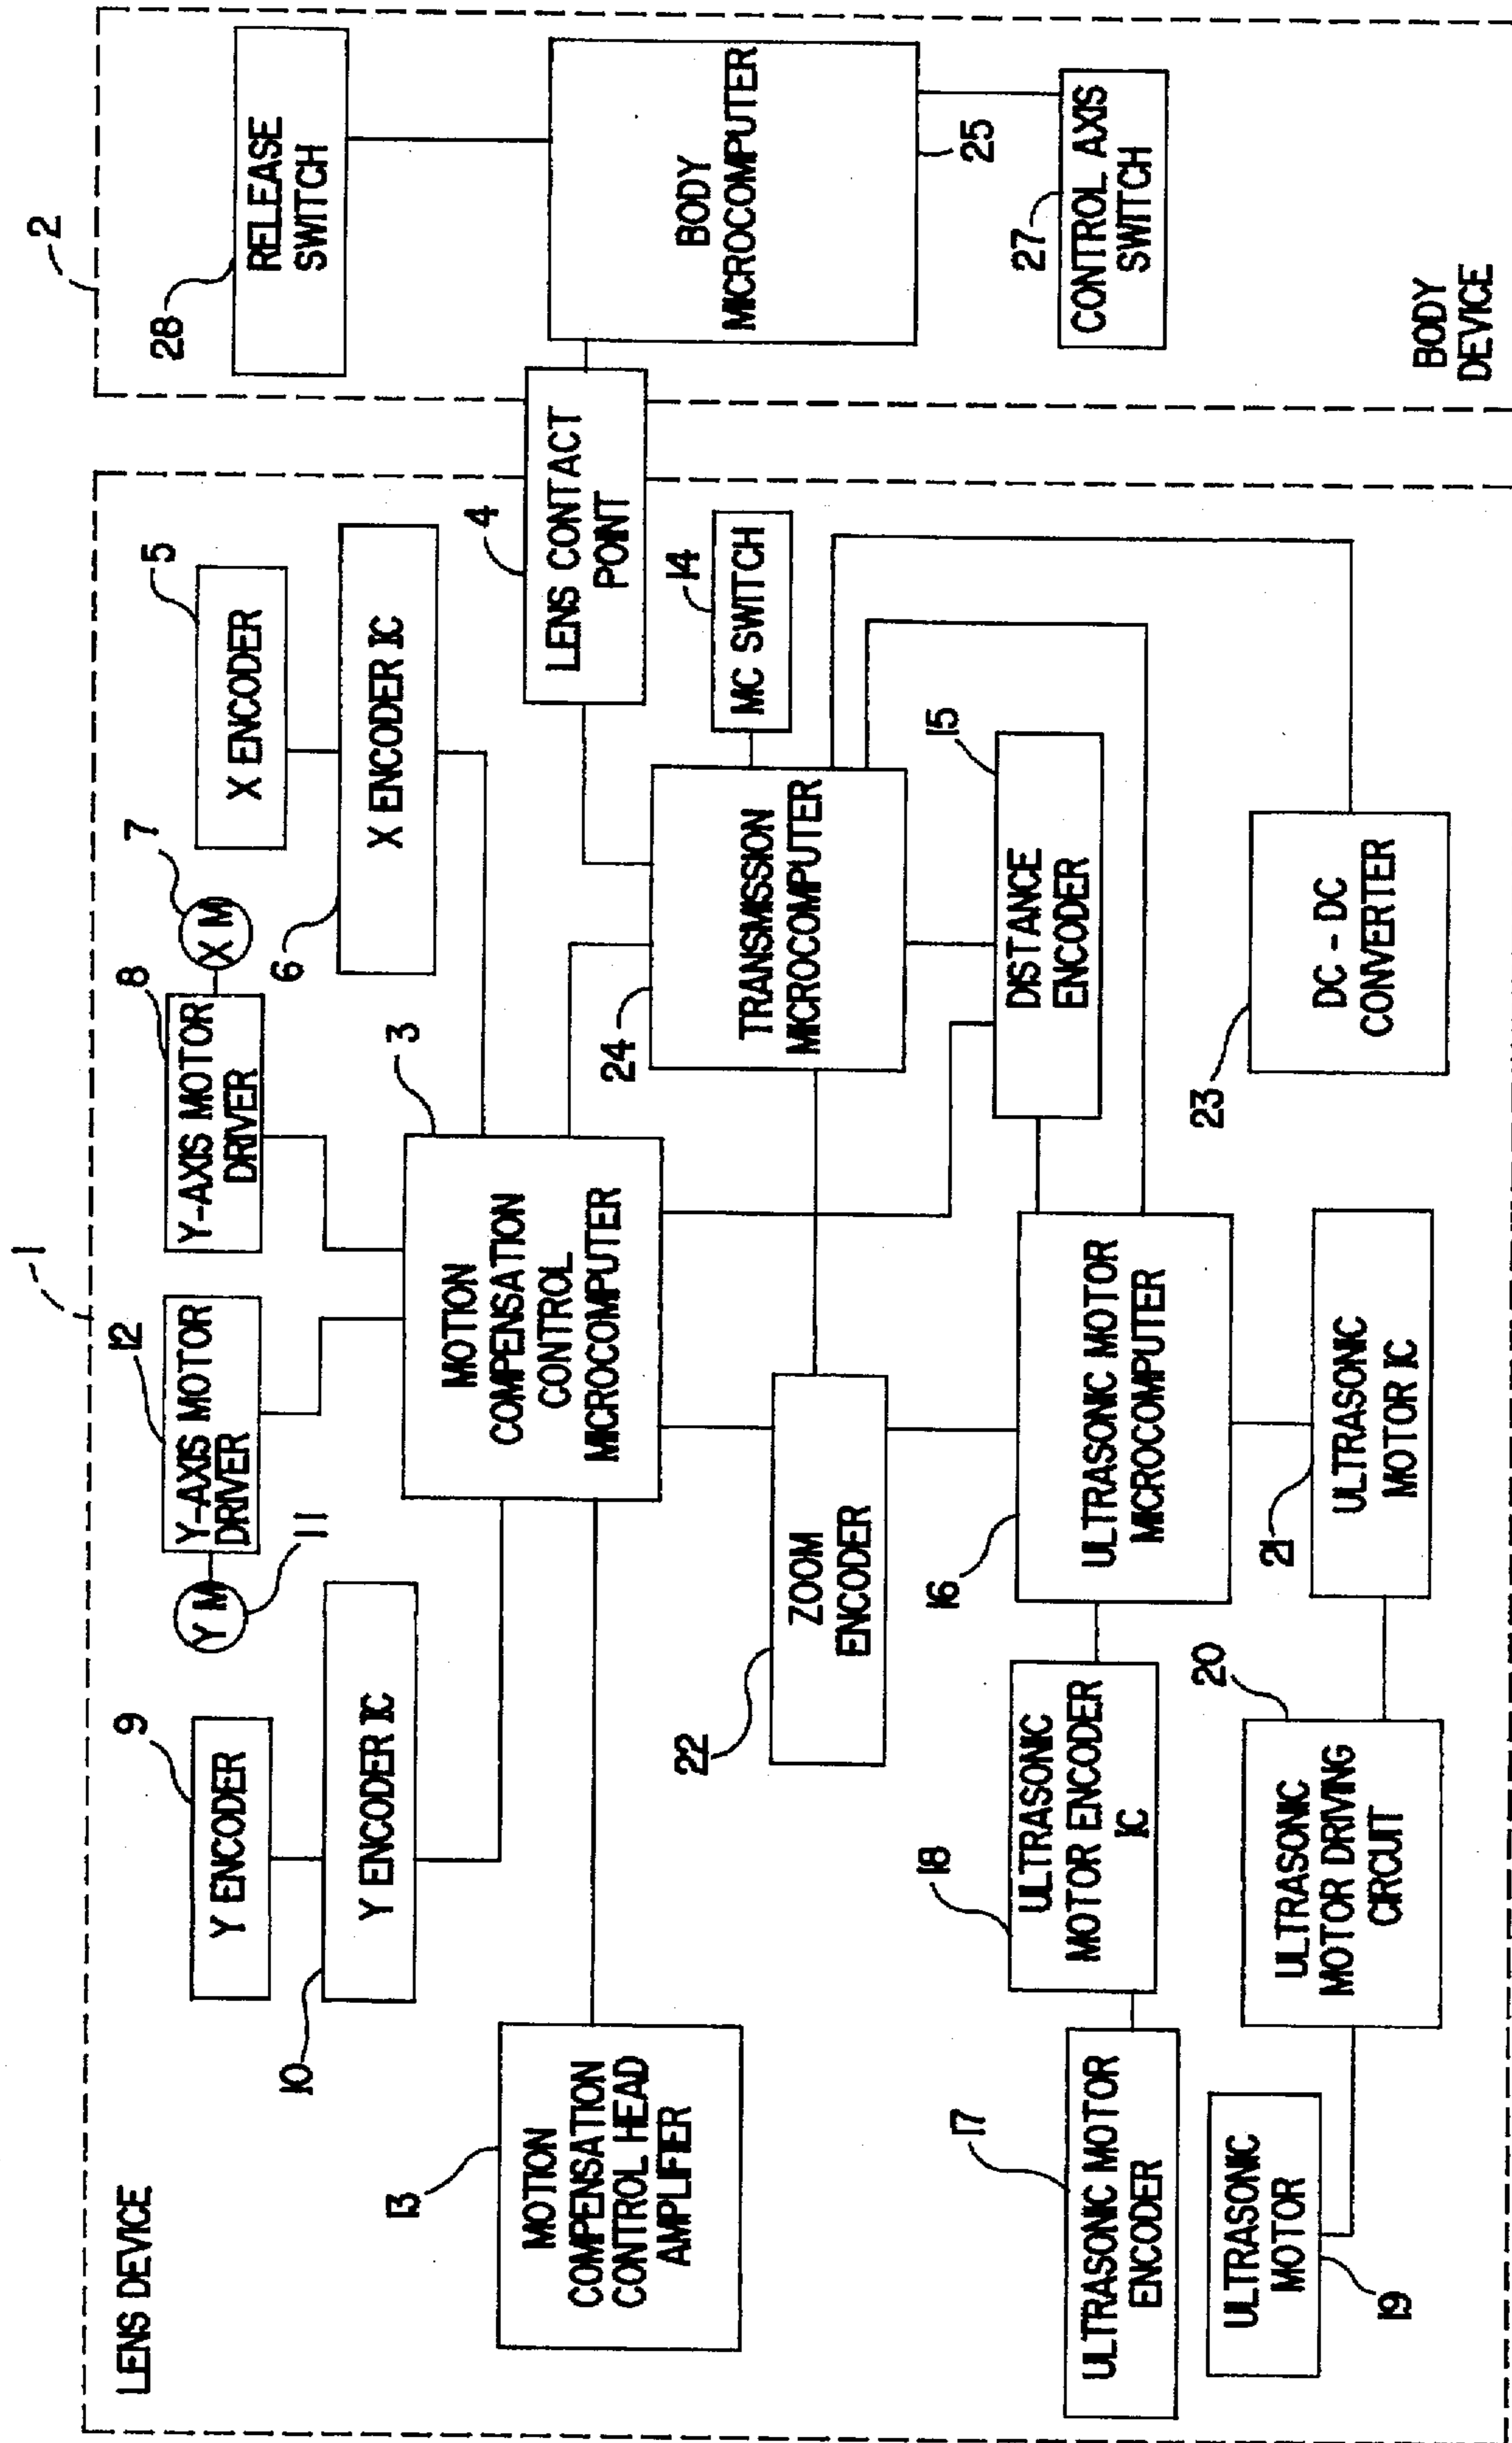 1
2
LENS DEVICE
9
Y ENCODER
10
Y ENCODER IC
11
Y M
12
Y-AXIS MOTOR
DRIVER
8
Y-AXIS MOTOR
DRIVER
7
X M
5
X ENCODER
6
X ENCODER IC
28
RELEASE
SWITCH
13
MOTION
COMPENSATION
CONTROL HEAD
AMPLIFIER
3
MOTION
COMPENSATION
CONTROL
MICROCOMPUTER
4
LENS CONTACT
POINT
BODY
MICROCOMPUTER
25
22
ZOOM
ENCODER
24
TRANSMISSION
MICROCOMPUTER
14
MC SWITCH
15
DISTANCE
ENCODER
27
CONTROL AXIS
SWITCH
17
ULTRASONIC MOTOR
ENCODER
18
ULTRASONIC
MOTOR ENCODER
IC
16
ULTRASONIC MOTOR
MICROCOMPUTER
19
ULTRASONIC
MOTOR
20
ULTRASONIC
MOTOR DRIVING
CIRCUIT
21
ULTRASONIC
MOTOR IC
23
DC - DC
CONVERTER
BODY
DEVICE